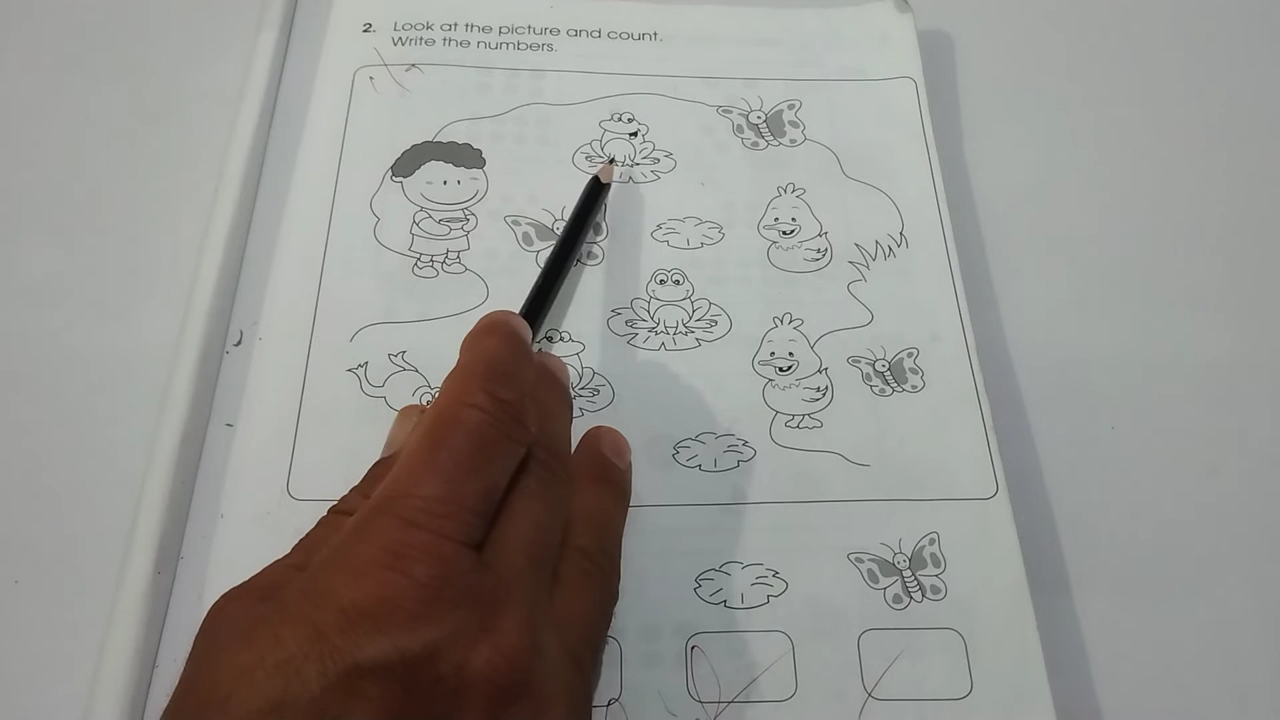 2. Look at the picture and count.
Write the numbers.